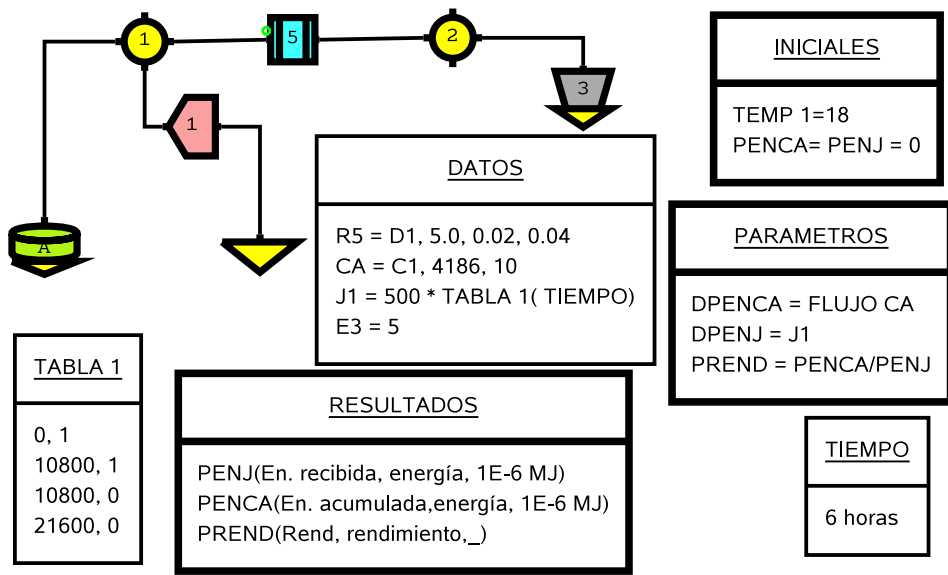 1
5
2
3
1
A
INICIALES
TEMP 1=18
PENCA= PENJ = 0
DATOS
R5 = D1, 5.0, 0.02, 0.04
CA = C1, 4186, 10
J1 = 500 * TABLA 1( TIEMPO)
E3 = 5
PARAMETROS
DPENCA = FLUJO CA
DPENJ = J1
PREND = PENCA/PENJ
TABLA 1
0, 1
10800, 1
10800, 0
21600, 0
RESULTADOS
PENJ(En. recibida, energía, 1E-6 MJ)
PENCA(En. acumulada,energía, 1E-6 MJ)
PREND(Rend, rendimiento,_)
TIEMPO
6 horas